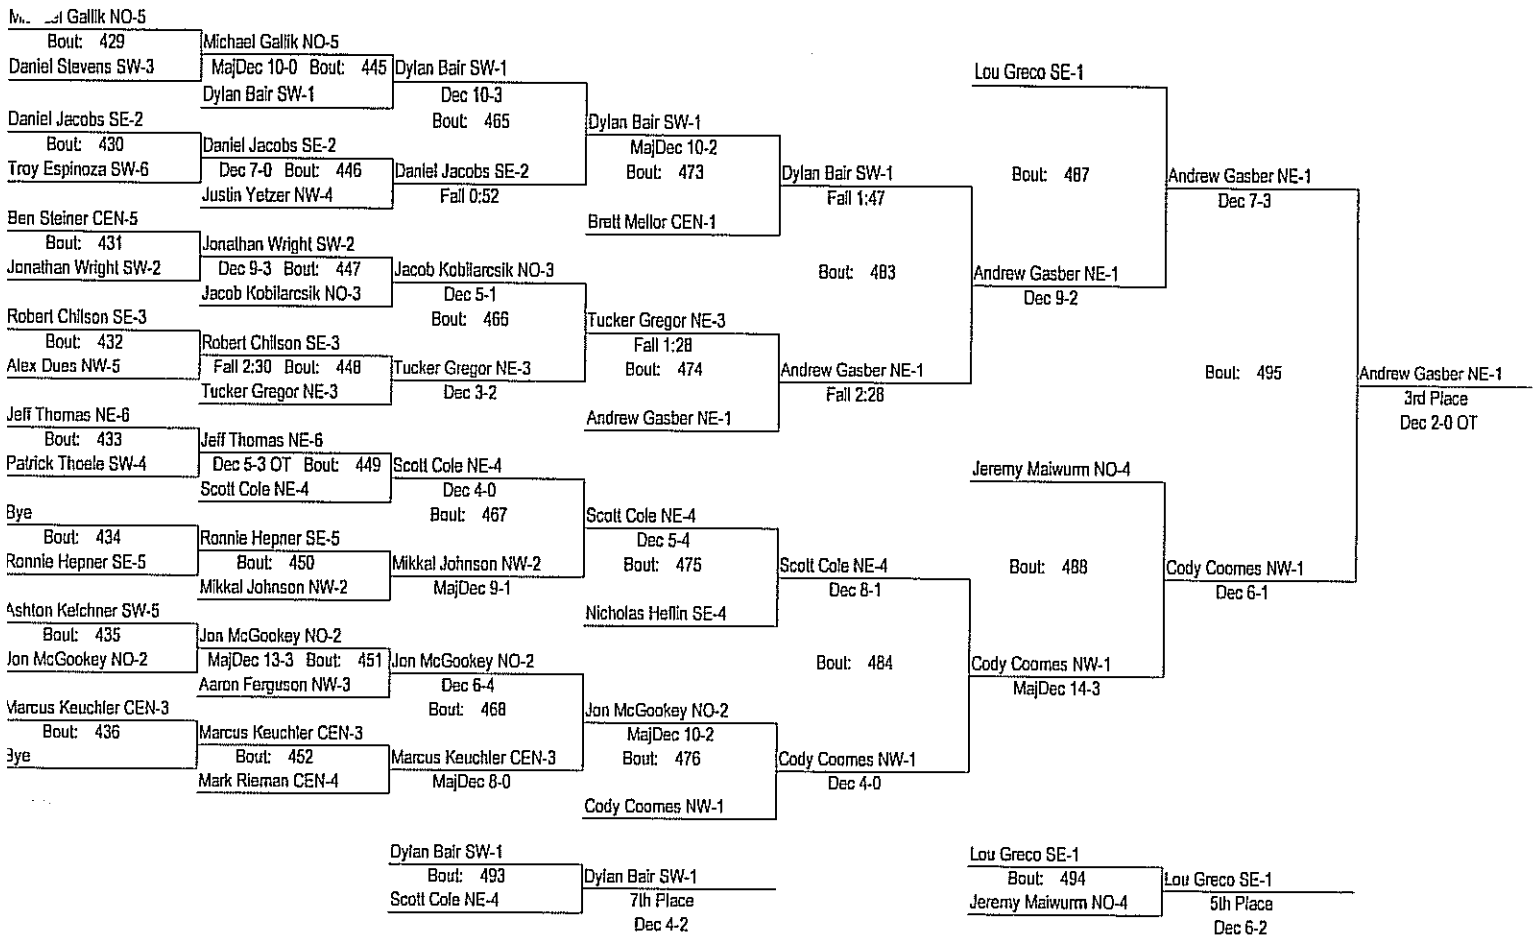 Gallik NO-5
Bout: 429
Daniel Stevens SW-3
Daniel Jacobs SE-2
Bout: 430
Troy Espinoza SW-6
Ben Steiner CEN-5
Bout: 431
Jonathan Wright SW-2
Robert Chilson SE-3
Bout: 432
Alex Dues NW-5
Jeff Thomas NE-6
Bout: 433
Patrick Thoele SW-4
Bye
Bout: 434
Ronnie Hepner SE-5
Ashton Kelchner SW-5
Bout: 435
Jon McGookey NO-2
Marcus Keuchler CEN-3
Bout: 436
Bye
Michael Gallik NO-5
MajDec 10-0 Bout: 445
Dylan Bair SW-1
Daniel Jacobs SE-2
Dec 7-0 Bout: 446
Justin Yetzer NW-4
Jonathan Wright SW-2
Dec 9-3 Bout: 447
Jacob Kobilarcsik NO-3
Robert Chilson SE-3
Fall 2:30 Bout: 448
Tucker Gregor NE-3
Jeff Thomas NE-6
Dec 5-3 OT Bout: 449
Scott Cole NE-4
Ronnie Hepner SE-5
Bout: 450
Mikkal Johnson NW-2
Jon McGookey NO-2
MajDec 13-3 Bout: 451
Aaron Ferguson NW-3
Marcus Keuchler CEN-3
Bout: 452
Mark Rieman CEN-4
Dylan Bair SW-1
Dec 10-3
Bout: 465
Daniel Jacobs SE-2
Fall 0:52
Jacob Kobilarcsik NO-3
Dec 5-1
Bout: 466
Tucker Gregor NE-3
Dec 3-2
Scott Cole NE-4
Dec 4-0
Bout: 467
Mikkal Johnson NW-2
MajDec 9-1
Jon McGookey NO-2
Dec 6-4
Bout: 468
Marcus Keuchler CEN-3
MajDec 8-0
Dylan Bair SW-1
MajDec 10-2
Bout: 473
Brett Mellor CEN-1
Tucker Gregor NE-3
Fall 1:28
Bout: 474
Andrew Gasber NE-1
Scott Cole NE-4
Dec 5-4
Bout: 475
Nicholas Heflin SE-4
Jon McGookey NO-2
MajDec 10-2
Bout: 476
Cody Coomes NW-1
Dylan Bair SW-1
Fall 1:47
Bout: 483
Andrew Gasber NE-1
Fall 2:28
Scott Cole NE-4
Dec 8-1
Bout: 484
Cody Coomes NW-1
Dec 4-0
Lou Greco SE-1
Bout: 487
Andrew Gasber NE-1
Dec 9-2
Jeremy Maiwurm NO-4
Bout: 488
Cody Coomes NW-1
MajDec 14-3
Andrew Gasber NE-1
Dec 7-3
Bout: 495
Cody Coomes NW-1
Dec 6-1
Andrew Gasber NE-1
3rd Place
Dec 2-0 OT
Dylan Bair SW-1
Bout: 493
Scott Cole NE-4
Dylan Bair SW-1
7th Place
Dec 4-2
Lou Greco SE-1
Bout: 494
Jeremy Maiwurm NO-4
Lou Greco SE-1
5th Place
Dec 6-2